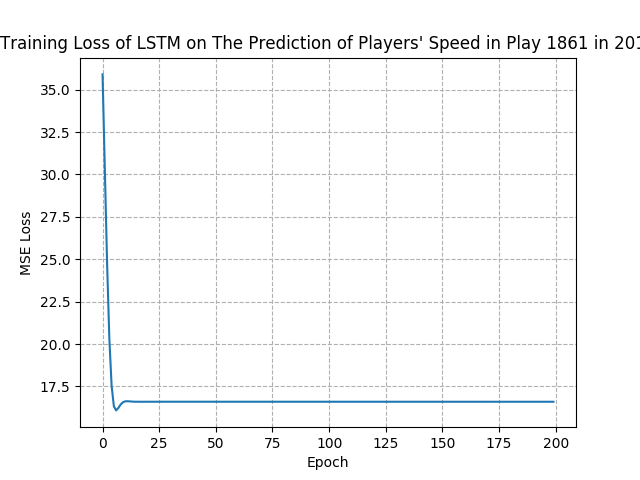 Training Loss of LSTM on The Prediction of Players' Speed in Play 1861 in
35.0
32.5
30.0
27.5
25.0
22.5
20.0
17.5
MSE Loss
0 25 50 75 100 125 150 175 200
Epoch